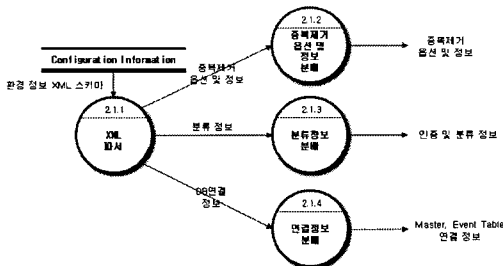 Configuration Information
환경 정보 XML 스키마
2.1.1
XML
파서
중복제거
옵션 및 정보
분류 정보
DB연결
정보
2.1.2
중복제거
옵션 및
정보
분배
2.1.3
분류정보
분배
2.1.4
연결정보
분배
중복제거
옵션 및 정보
인증 및 분류 정보
Master, Event Table
연결 정보